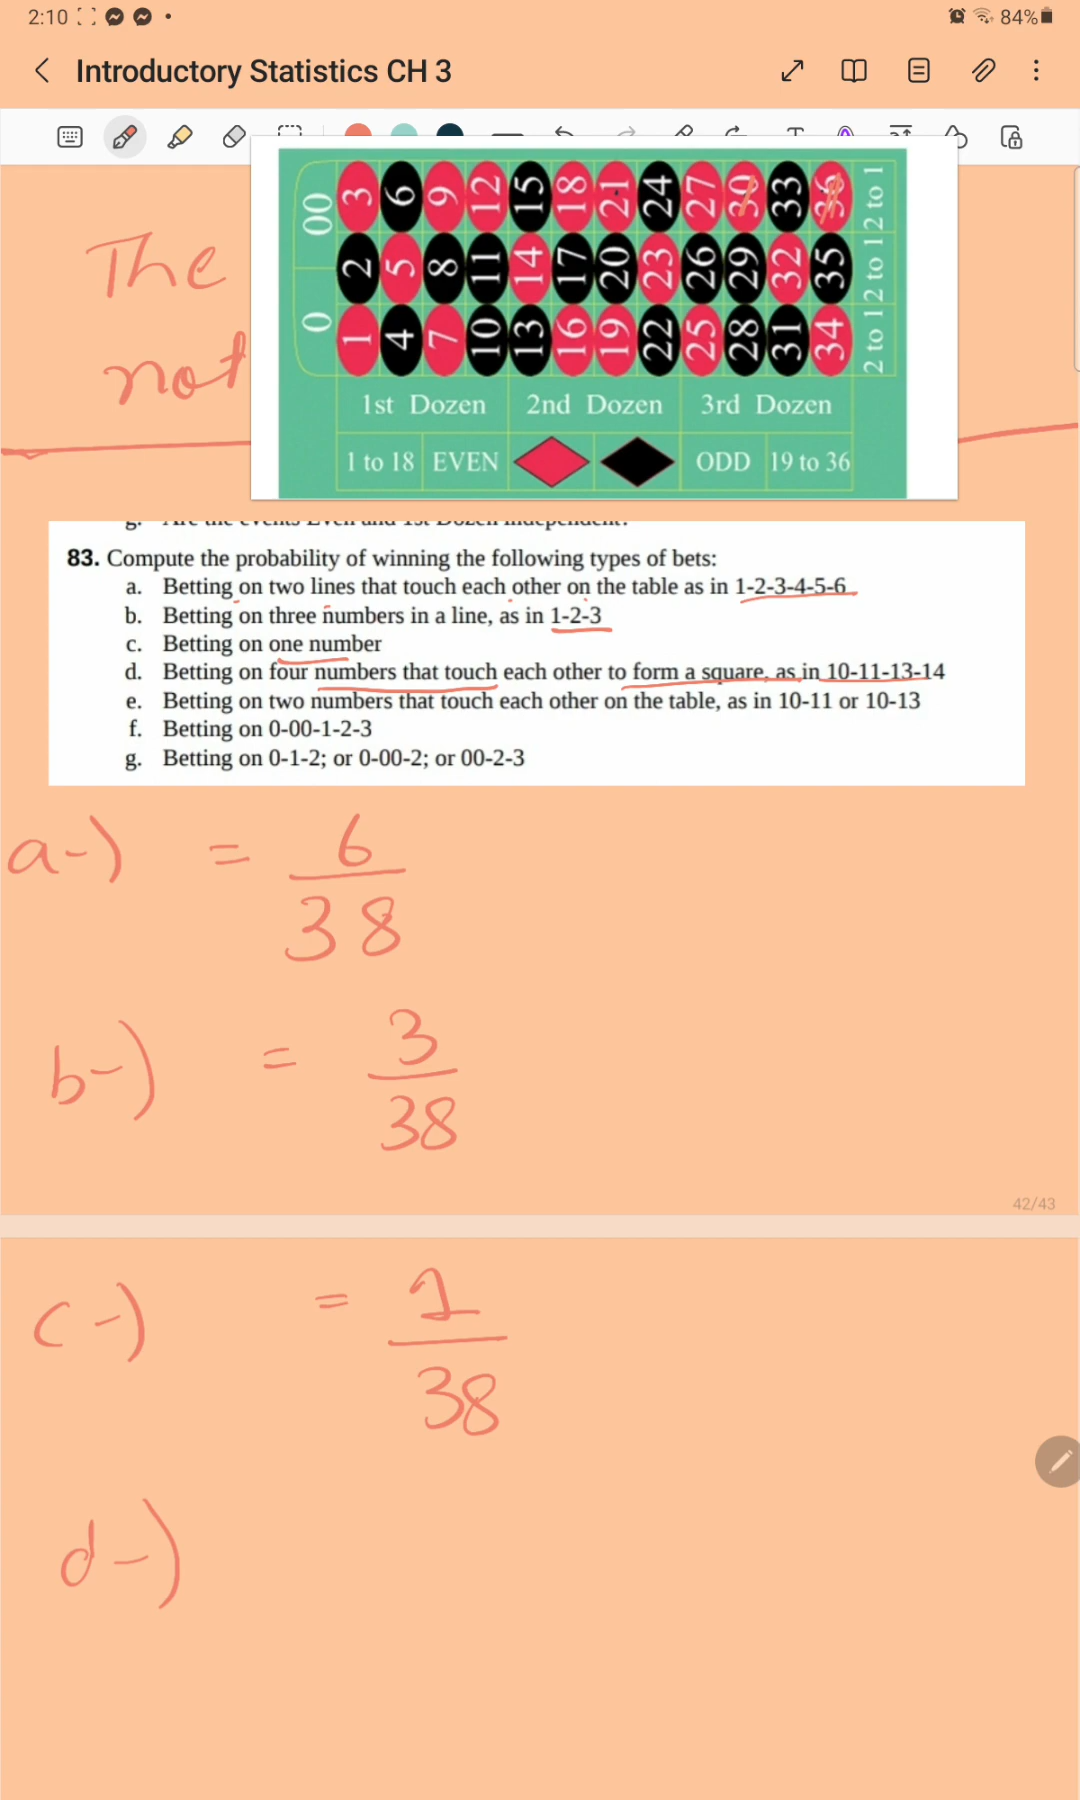 2:10 84%
Introductory Statistics CH 3
The
not
00 3 6 9 12 15 18 21 24 27 30 33 36 2 to 1
2 5 8 11 14 17 20 23 26 29 32 35 2 to 1
0 1 4 7 10 13 16 19 22 25 28 31 34 2 to 1
1st Dozen 2nd Dozen 3rd Dozen
1 to 18 EVEN ODD 19 to 36
g. Are the events Even and 1st Dozen independent?
83. Compute the probability of winning the following types of bets:
a. Betting on two lines that touch each other on the table as in 1-2-3-4-5-6
b. Betting on three numbers in a line, as in 1-2-3
c. Betting on one number
d. Betting on four numbers that touch each other to form a square, as in 10-11-13-14
e. Betting on two numbers that touch each other on the table, as in 10-11 or 10-13
f. Betting on 0-00-1-2-3
g. Betting on 0-1-2; or 0-00-2; or 00-2-3
a-) = 6
38
b-) = 3
38
42/43
c-) = 1
38
d-)